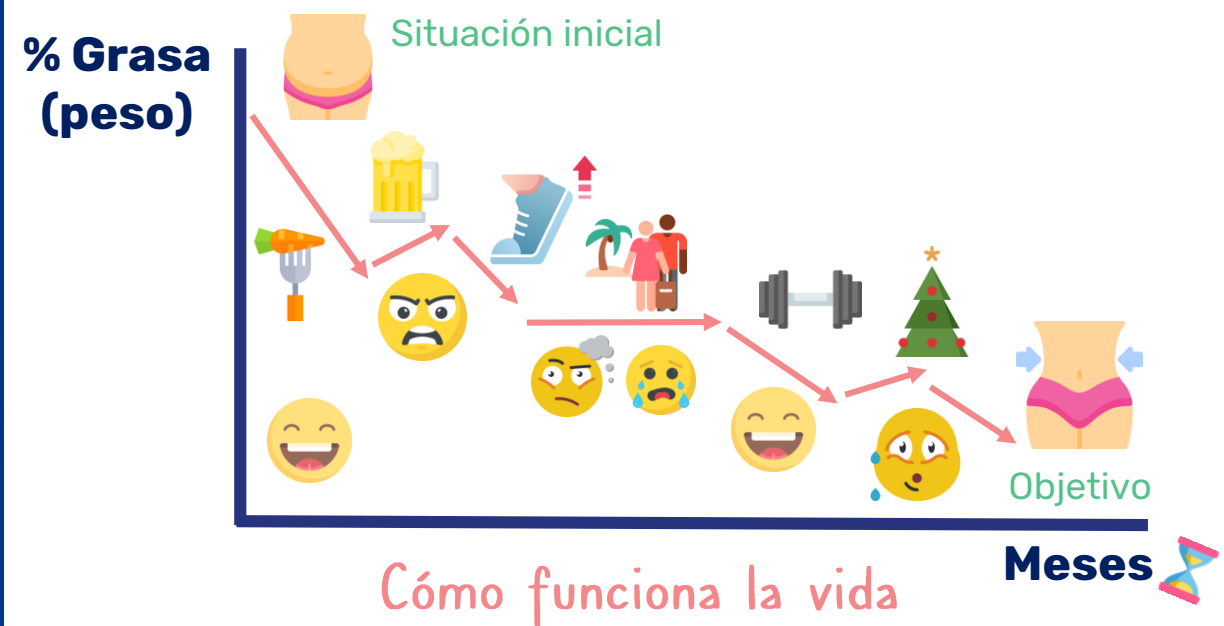 Situación inicial
% Grasa
(peso)
Objetivo
Meses
Cómo funciona la vida